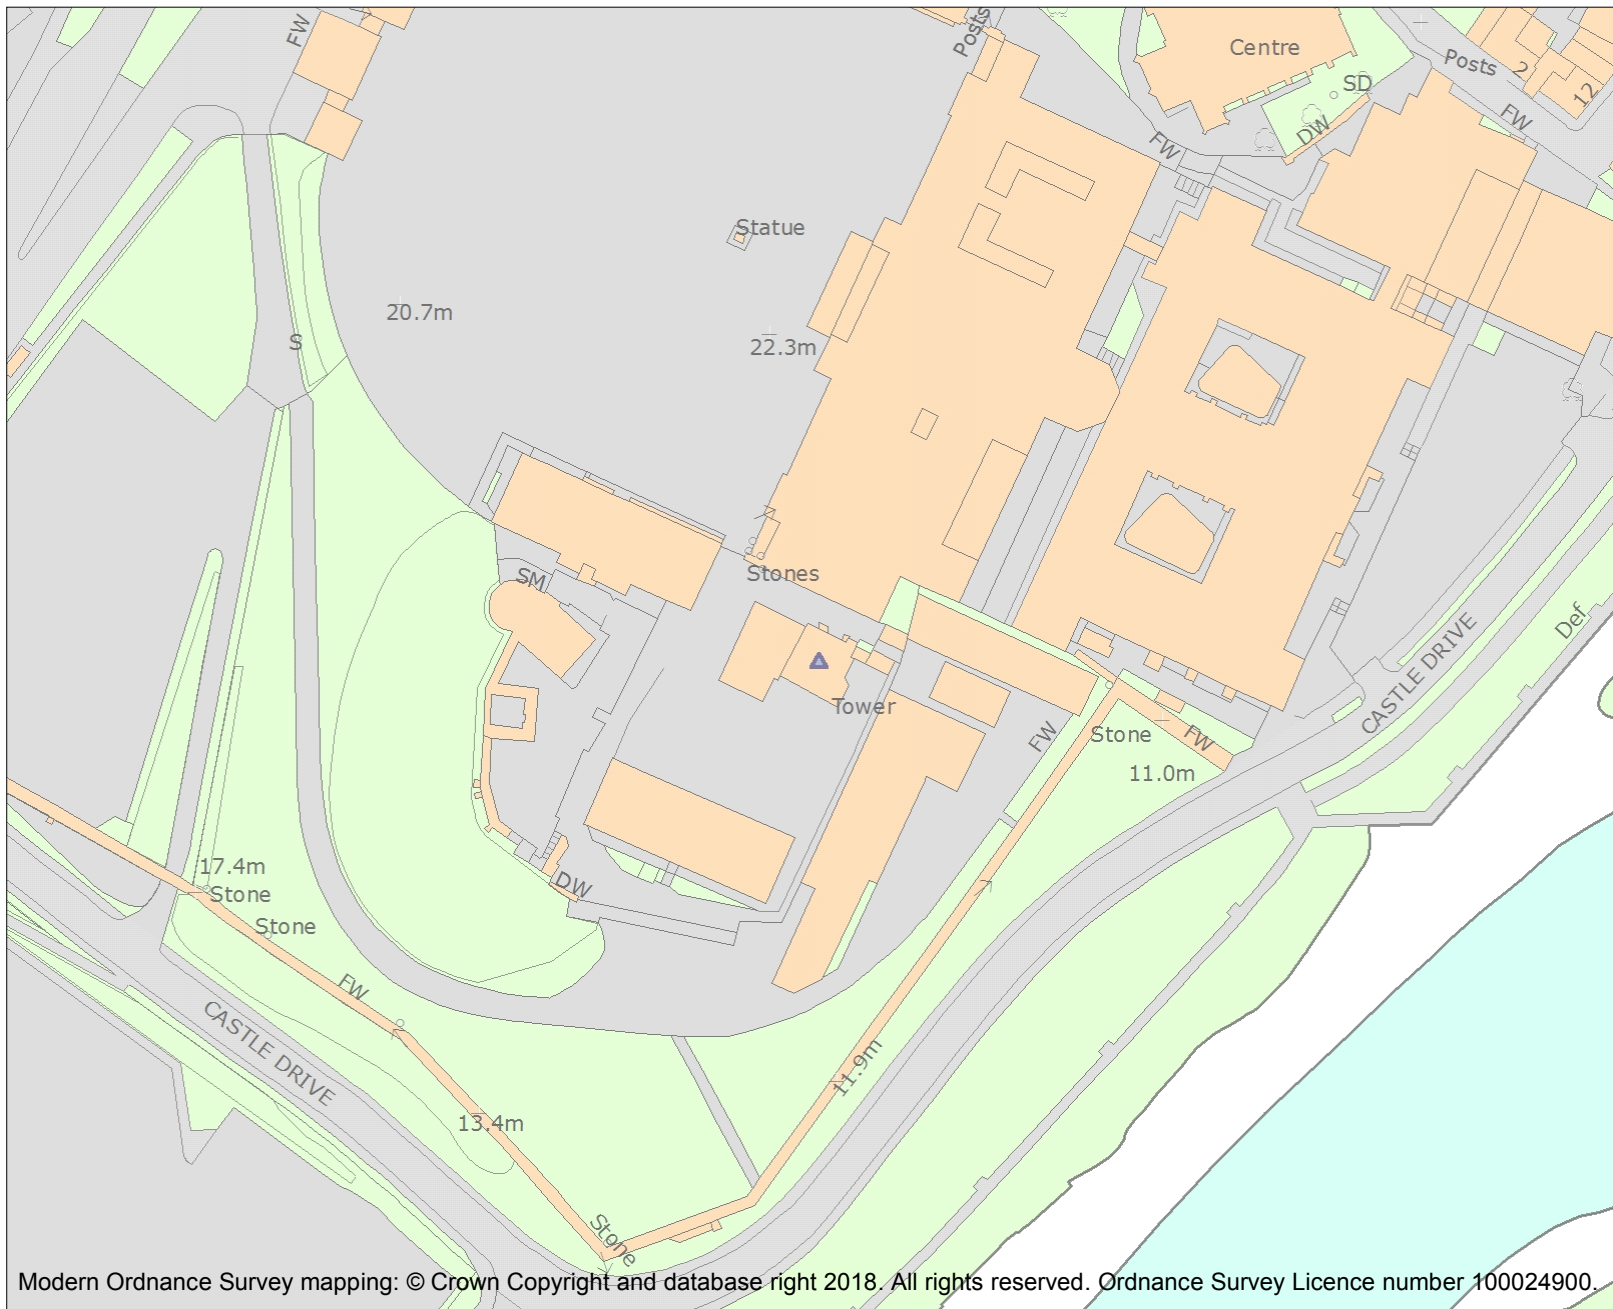 FW
Posts
Centre
Posts
2
12
SD
DW
FW
FW
Statue
20.7m
22.3m
S
SM
Stones
Tower
FW
Stone
FW
11.0m
CASTLE DRIVE
Def
17.4m
Stone
Stone
DW
FW
CASTLE DRIVE
11.9m
13.4m
Stone
Modern Ordnance Survey mapping: © Crown Copyright and database right 2018. All rights reserved. Ordnance Survey Licence number 100024900.